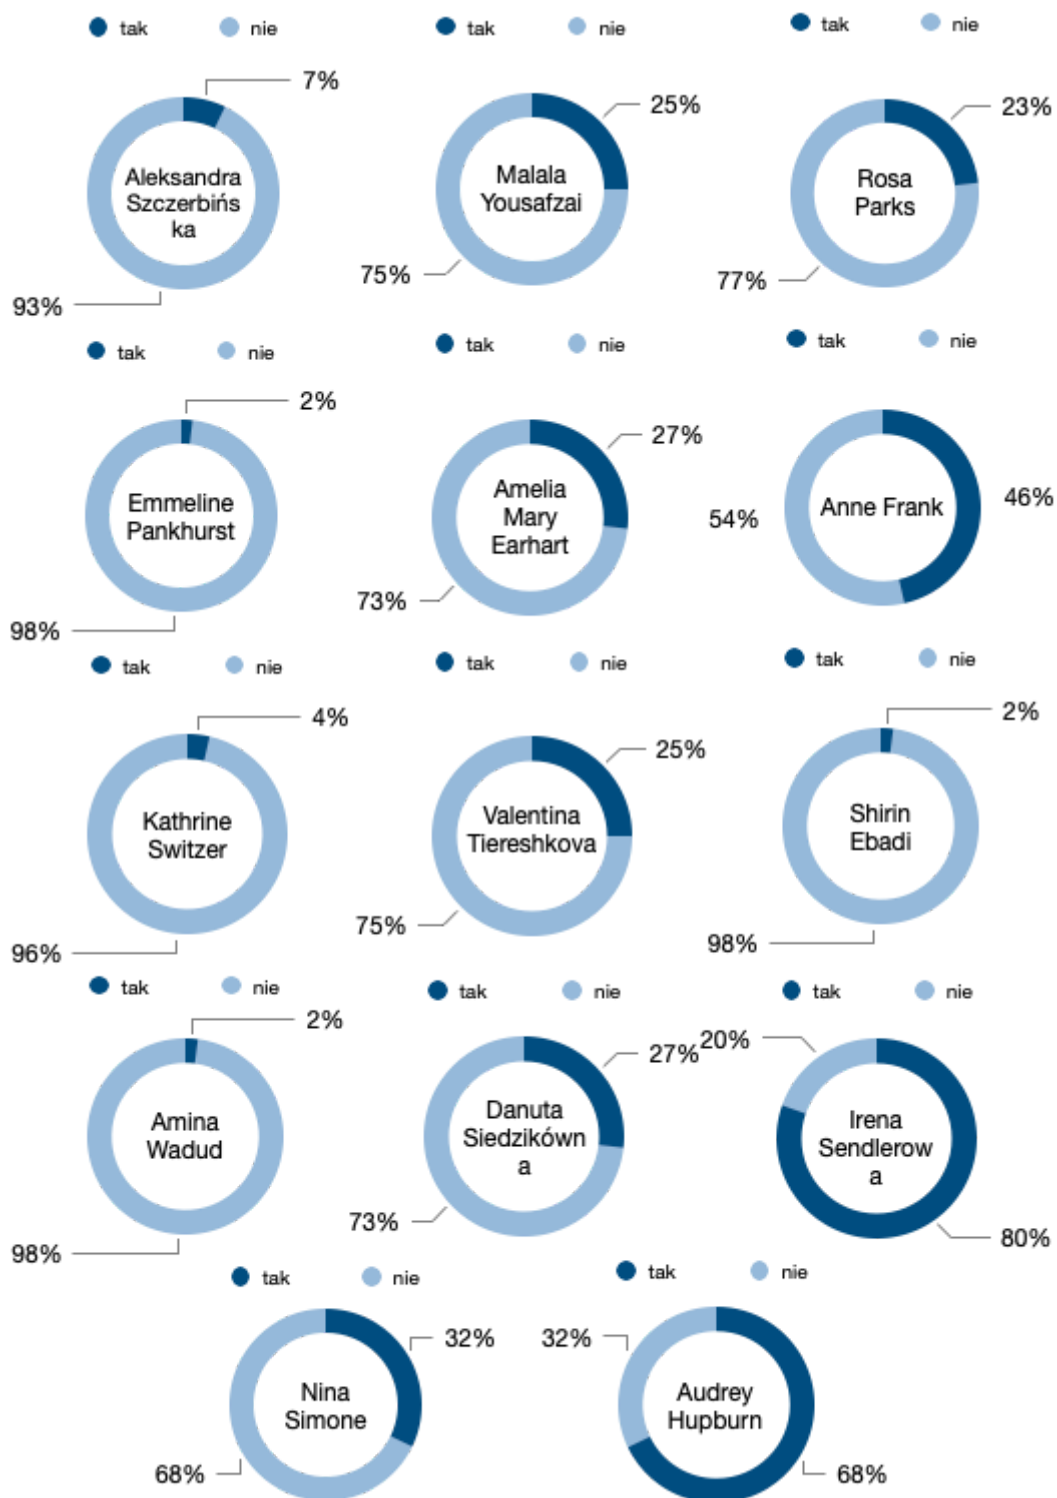 tak nie
7%
Aleksandra
Szczerbińs
ka
93%
tak nie
25%
Malala
Yousafzai
75%
tak nie
23%
Rosa
Parks
77%
tak nie
2%
Emmeline
Pankhurst
98%
tak nie
27%
Amelia
Mary
Earhart
73%
tak nie
54%
Anne Frank
46%
tak nie
4%
Kathrine
Switzer
96%
tak nie
25%
Valentina
Tiereshkova
75%
tak nie
2%
Shirin
Ebadi
98%
tak nie
2%
Amina
Wadud
98%
tak nie
27%
Danuta
Siedzikówn
a
73%
tak nie
20%
Irena
Sendlerow
a
80%
tak nie
32%
Nina
Simone
68%
tak nie
32%
Audrey
Hupburn
68%